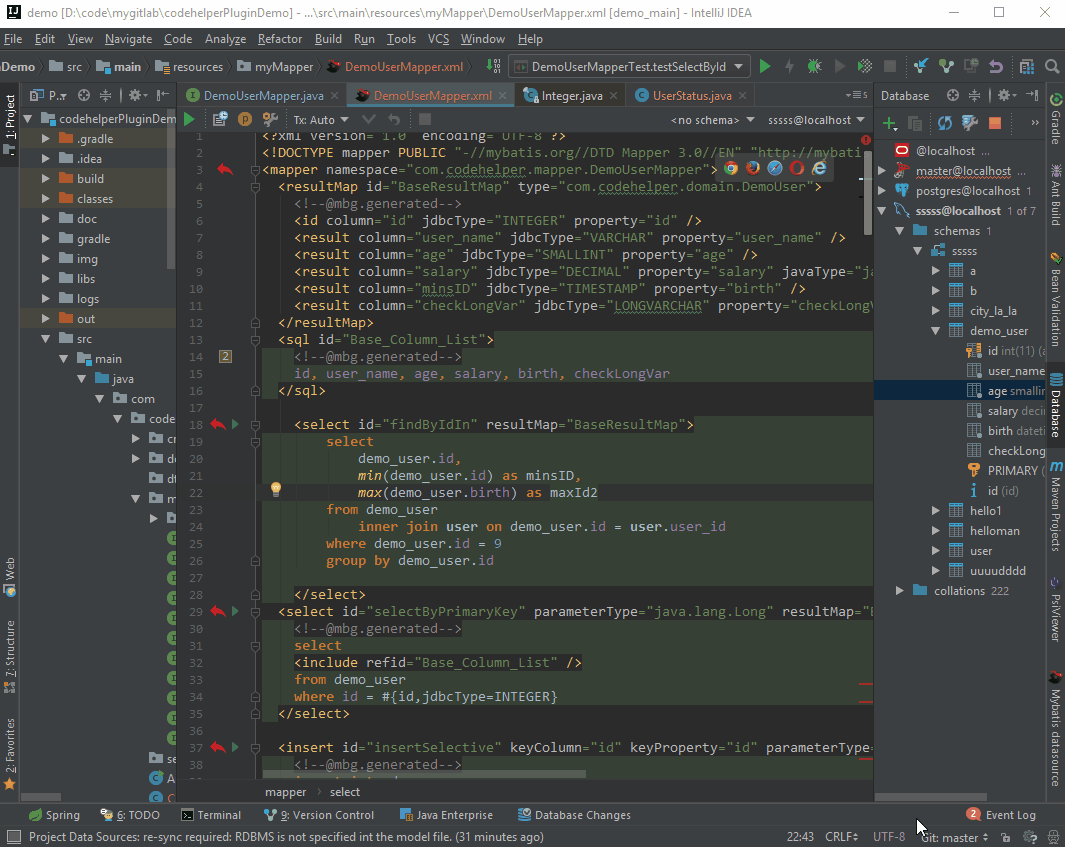 demo [D:\code\mygitlab\codehelperPluginDemo] - ...\src\main\resources\myMapper\DemoUserMapper.xml [demo_main] - IntelliJ IDEA
File Edit View Navigate Code Analyze Refactor Build Run Tools VCS Window Help
Demo src main resources myMapper DemoUserMapper.xml DemoUserMapperTest.testSelectById
1: Project
P...
DemoUserMapper.java DemoUserMapper.xml Integer.java UserStatus.java
Database
Tx: Auto <no schema> sssss@localhost
codehelperPluginDem
.gradle
.idea
build
classes
doc
gradle
img
libs
logs
out
src
main
java
com
code
1 <?xml version="1.0" encoding="UTF-8"?>
2 <!DOCTYPE mapper PUBLIC "-//mybatis.org//DTD Mapper 3.0//EN" "http://mybati
3 <mapper namespace="com.codehelper.mapper.DemoUserMapper">
4 <resultMap id="BaseResultMap" type="com.codehelper.domain.DemoUser">
5 <!--@mbg.generated-->
6 <id column="id" jdbcType="INTEGER" property="id" />
7 <result column="user_name" jdbcType="VARCHAR" property="user_name" />
8 <result column="age" jdbcType="SMALLINT" property="age" />
9 <result column="salary" jdbcType="DECIMAL" property="salary" javaType="ja
10 <result column="minsID" jdbcType="TIMESTAMP" property="birth" />
11 <result column="checkLongVar" jdbcType="LONGVARCHAR" property="checkLongV
12 </resultMap>
13 <sql id="Base_Column_List">
14 <!--@mbg.generated-->
15 id, user_name, age, salary, birth, checkLongVar
16 </sql>
17
18 <select id="findByIdIn" resultMap="BaseResultMap">
19 select
20 demo_user.id,
21 min(demo_user.id) as minsID,
22 max(demo_user.birth) as maxId2
23 from demo_user
24 inner join user on demo_user.id = user.user_id
25 where demo_user.id = 9
26 group by demo_user.id
27
28 </select>
29 <select id="selectByPrimaryKey" parameterType="java.lang.Long" resultMap="
30 <!--@mbg.generated-->
31 select
32 <include refid="Base_Column_List" />
33 from demo_user
34 where id = #{id,jdbcType=INTEGER}
35 </select>
36
37 <insert id="insertSelective" keyColumn="id" keyProperty="id" parameterType=
38 <!--@mbg.generated-->
2
mapper select
@localhost ...
master@localhost ...
postgres@localhost 1
sssss@localhost 1 of 7
schemas 1
sssss
a
b
city_la_la
demo_user
id int(11) (a
user_name
age smallin
salary deci
birth dateti
checkLong
PRIMARY (
id (id)
hello1
helloman
user
uuuudddd
collations 222
Gradle
Ant Build
Bean Validation
Database
Maven Projects
PsiViewer
Mybatis datasource
Web
7: Structure
2: Favorites
Spring 6: TODO Terminal 9: Version Control Java Enterprise Database Changes 2 Event Log
Project Data Sources: re-sync required: RDBMS is not specified int the model file. (31 minutes ago) 22:43 CRLF UTF-8 Git: master